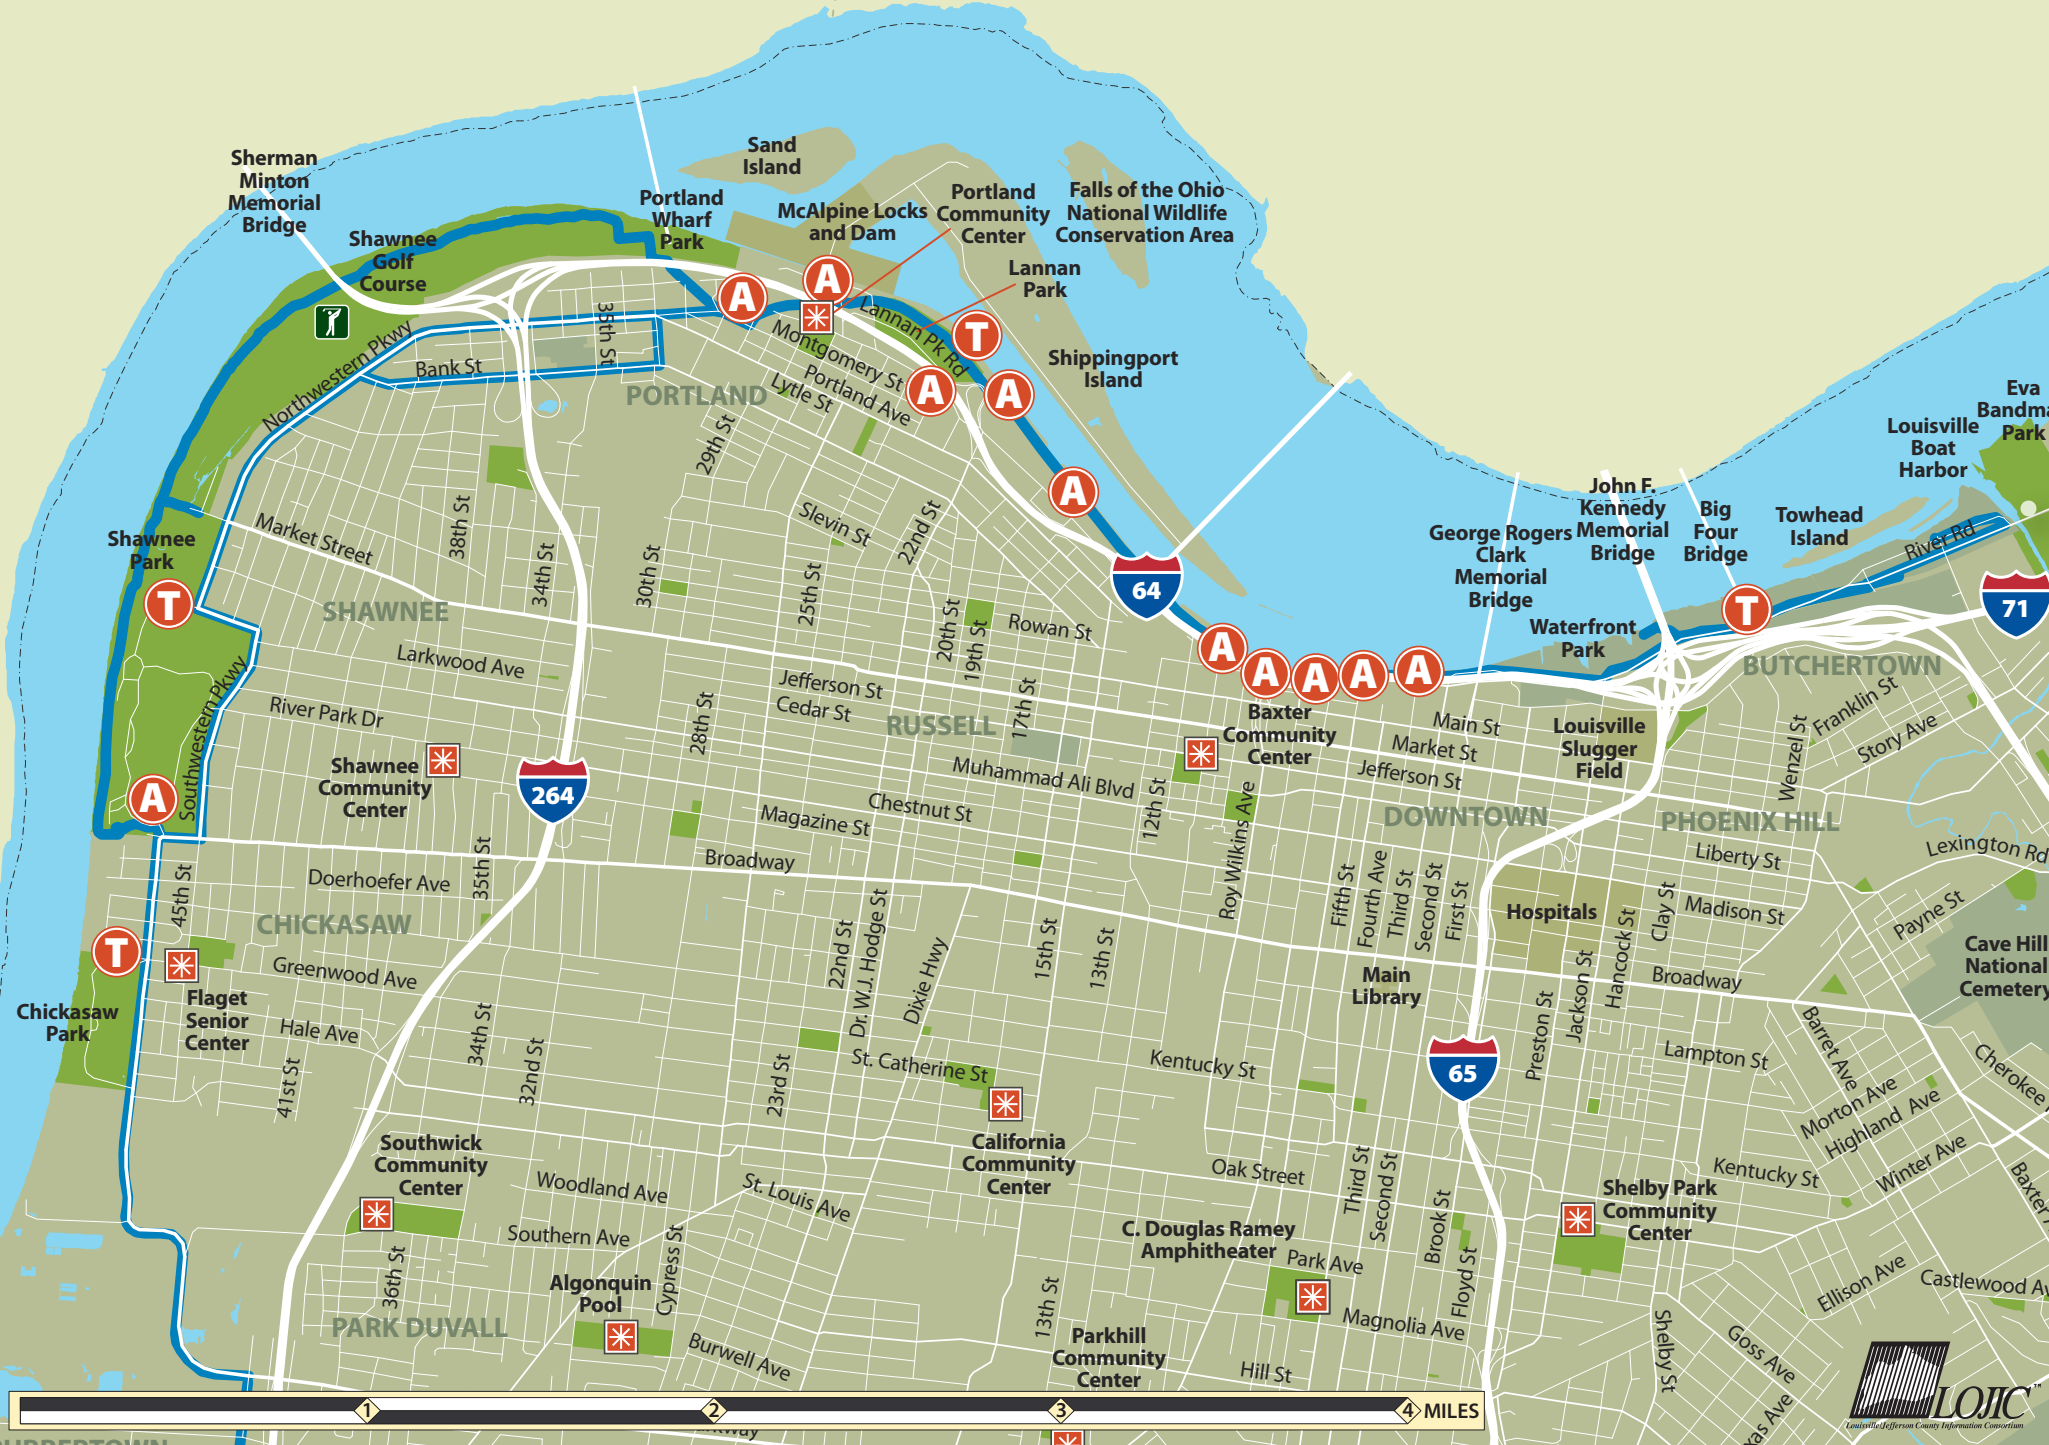 Sand
Island
Sherman
Minton
Memorial
Bridge
Shawnee
Golf
Course
Portland
Wharf
Park
McAlpine Locks
and Dam
Portland
Community
Center
Falls of the Ohio
National Wildlife
Conservation Area
Lannan
Park
Shippingport
Island
A
A
T
A
A
A
Lannan Pk Rd
Montgomery St
Portland Ave
Lytle St
38th St
Northwestern Pkwy
Bank St
PORTLAND
29th St
Slevin St
22nd St
Market Street
38th St
34th St
30th St
25th St
20th St
19th St
Rowan St
64
Shawnee
Park
T
SHAWNEE
Larkwood Ave
River Park Dr
Southwestern Pkwy
A
Shawnee
Community
Center
264
28th St
Jefferson St
Cedar St
RUSSELL
17th St
Muhammad Ali Blvd
Chestnut St
Magazine St
Broadway
12th St
Roy Wilkins Ave
A
A
A
A
A
Baxter
Community
Center
George Rogers
Clark
Memorial
Bridge
John F.
Kennedy
Memorial
Bridge
Big
Four
Bridge
Towhead
Island
Louisville
Boat
Harbor
Eva
Park
River Rd
71
T
Waterfront
Park
BUTCHERTOWN
Franklin St
Story Ave
Wenzel St
Main St
Market St
Jefferson St
Louisville
Slugger
Field
DOWNTOWN
PHOENIX HILL
Liberty St
Lexington Rd
Madison St
Payne St
Clay St
Hospitals
Hancock St
Jackson St
Preston St
Broadway
Cave Hill
National
Cemetery
Fifth St
Fourth Ave
Third St
Second St
First St
Main
Library
65
Barret Ave
Lampton St
Cherokee
Morton Ave
Highland Ave
Winter Ave
Baxter
Kentucky St
45th St
Doerhoefer Ave
35th St
CHICKASAW
T
Greenwood Ave
Flaget
Senior
Center
Chickasaw
Park
Hale Ave
41st St
34th St
32nd St
22nd St
Dr. W.J. Hodge St
Dixie Hwy
15th St
13th St
23rd St
St. Catherine St
Kentucky St
California
Community
Center
Southwick
Community
Center
Woodland Ave
St. Louis Ave
Southern Ave
36th St
Cypress St
Algonquin
Pool
PARK DUVALL
Burwell Ave
Oak Street
Third St
Second St
Brook St
Floyd St
C. Douglas Ramey
Amphitheater
Park Ave
Magnolia Ave
Hill St
13th St
Parkhill
Community
Center
Shelby Park
Community
Center
Ellison Ave
Castlewood
Goss Ave
Shelby St
1
2
3
4 MILES
LOJIC™
Louisville/Jefferson County Information Consortium